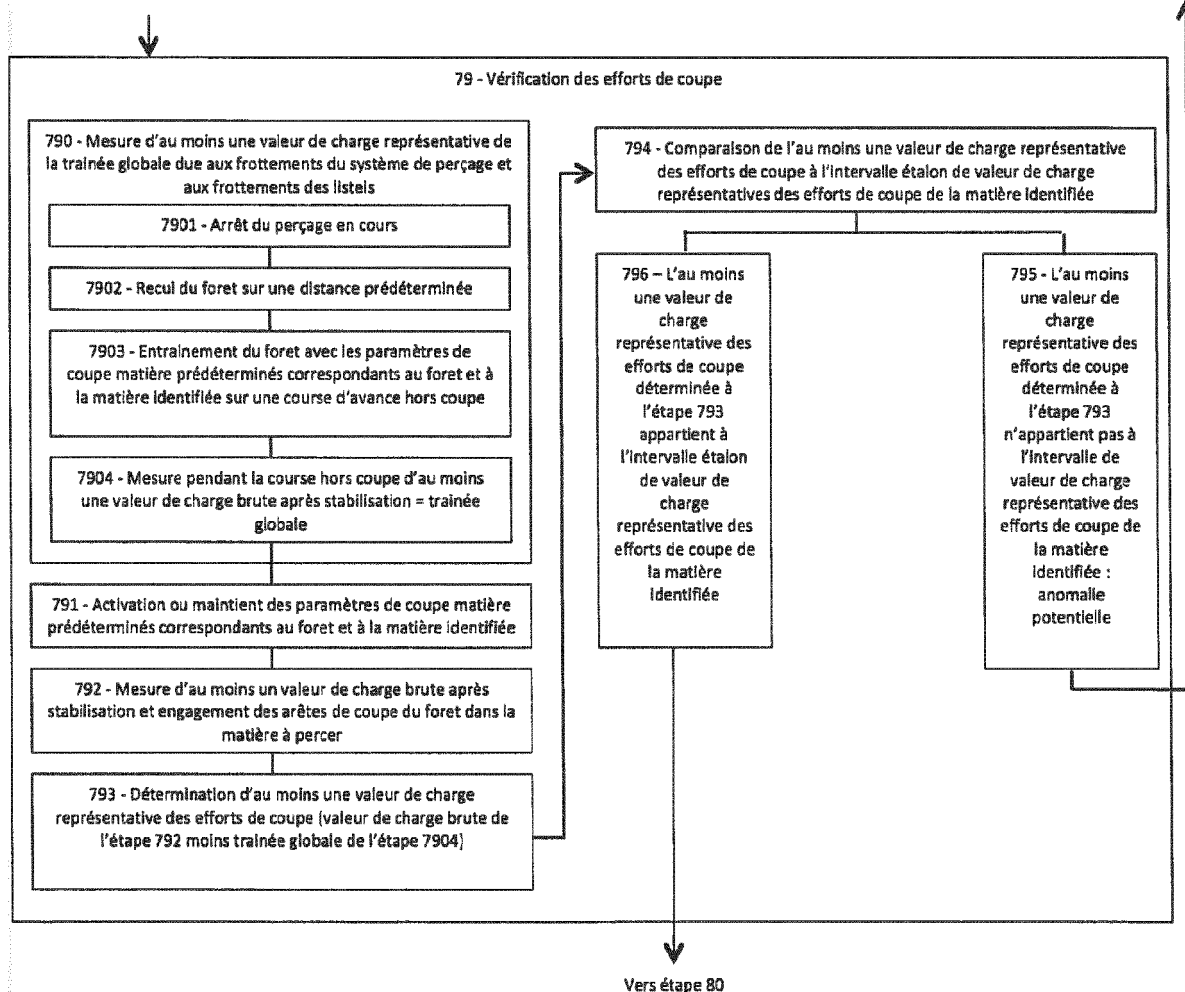 79 - Vérification des efforts de coupe
790 - Mesure d'au moins une valeur de charge représentative de
la trainée globale due aux frottements du système de perçage et
aux frottements des listels
7901 - Arrêt du perçage en cours
7902 - Recul du foret sur une distance prédéterminée
7903 - Entrainement du foret avec les paramètres de
coupe matière prédéterminés correspondants au foret et à
la matière identifiée sur une course d'avance hors coupe
7904 - Mesure pendant la course hors coupe d'au moins
une valeur de charge brute après stabilisation = trainée
globale
791 - Activation ou maintient des paramètres de coupe matière
prédéterminés correspondants au foret et à la matière identifiée
792 - Mesure d'au moins un valeur de charge brute après
stabilisation et engagement des arêtes de coupe du foret dans la
matière à percer
793 - Détermination d'au moins une valeur de charge
représentative des efforts de coupe (valeur de charge brute de
l'étape 792 moins trainée globale de l'étape 7904)
794 - Comparaison de l'au moins une valeur de charge représentative
des efforts de coupe à l'intervalle étalon de valeur de charge
représentatives des efforts de coupe de la matière identifiée
796 – L'au moins
une valeur de
charge
représentative des
efforts de coupe
déterminée à
l'étape 793
appartient à
l'intervalle étalon
de valeur de
charge
représentative des
efforts de coupe de
la matière
identifiée
795 - L'au moins
une valeur de
charge
représentative des
efforts de coupe
déterminée à
l'étape 793
n'appartient pas à
l'intervalle de
valeur de charge
représentative des
efforts de coupe de
la matière
identifiée :
anomalie
potentielle
Vers étape 80